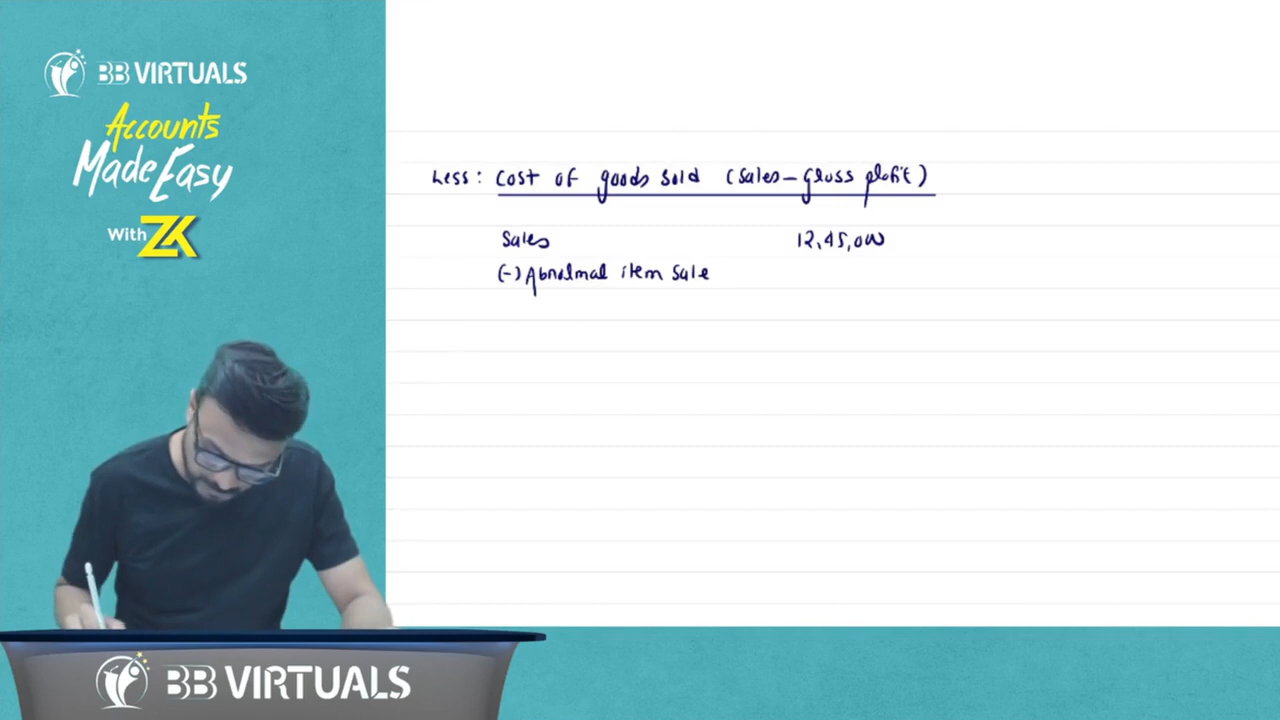 BB VIRTUALS
Accounts
Made Easy
With ZK
Less: Cost of goods sold (Sales - gross profit)
Sales 12,45,000
(-) Abnormal item sale
BB VIRTUALS